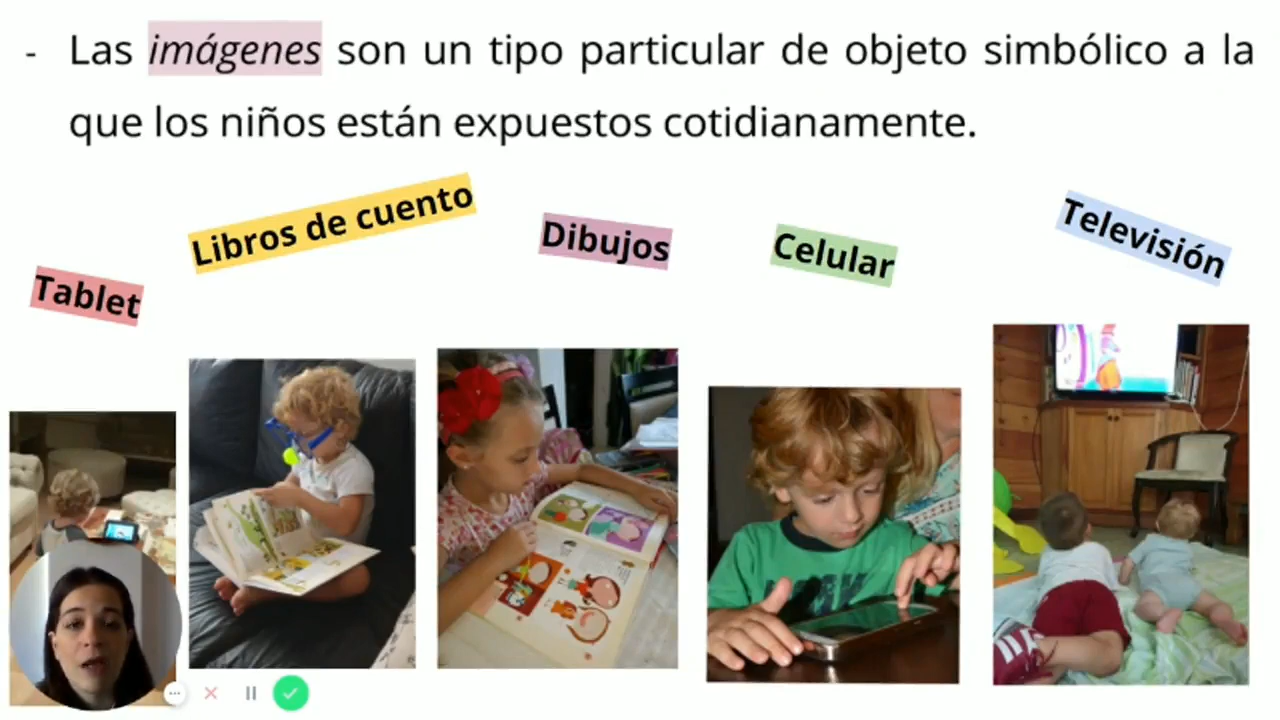 - Las imágenes son un tipo particular de objeto simbólico a la
que los niños están expuestos cotidianamente.
Libros de cuento
Dibujos
Celular
Televisión
Tablet